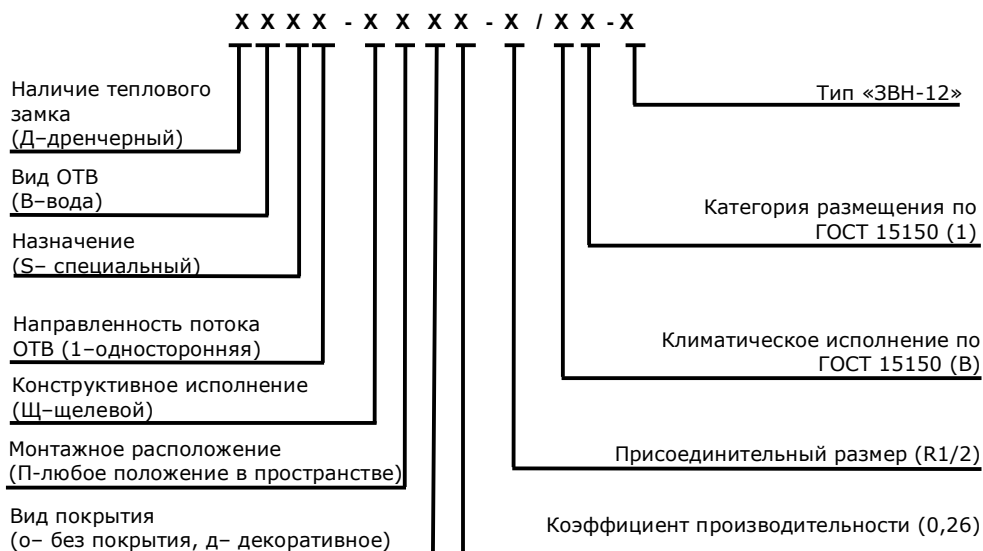 X X X X - X X X X - X / X X - X
Наличие теплового
замка
(Д–дренчерный)
Тип «ЗВН-12»
Вид ОТВ
(В–вода)
Категория размещения по
ГОСТ 15150 (1)
Назначение
(S– специальный)
Направленность потока
ОТВ (1–односторонняя)
Климатическое исполнение по
ГОСТ 15150 (В)
Конструктивное исполнение
(Щ–щелевой)
Монтажное расположение
(П-любое положение в пространстве)
Присоединительный размер (R1/2)
Вид покрытия
(о– без покрытия, д– декоративное)
Коэффициент производительности (0,26)